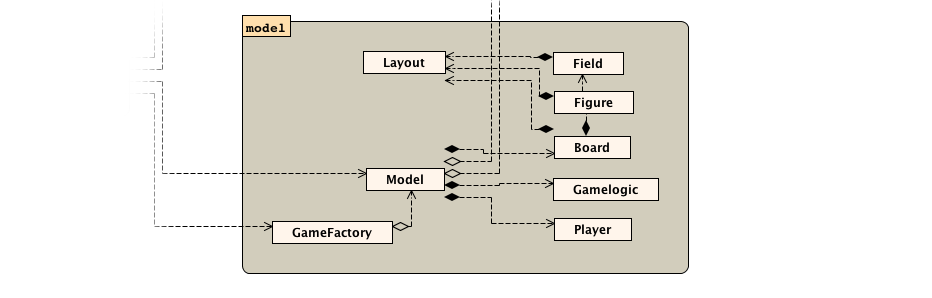 model
Layout
Field
Figure
Board
Model
Gamelogic
Player
GameFactory